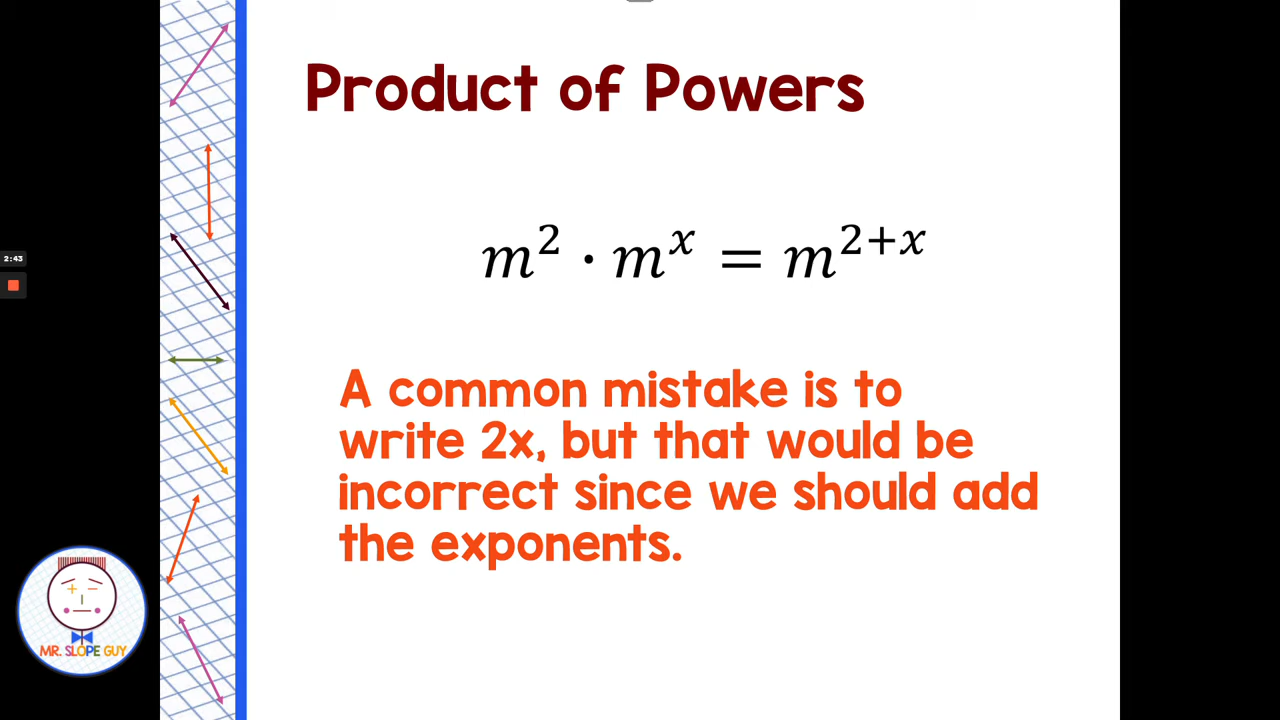 Product of Powers
2:43
m² · mˣ = m²⁺ˣ
A common mistake is to
write 2x, but that would be
incorrect since we should add
the exponents.
MR. SLOPE GUY